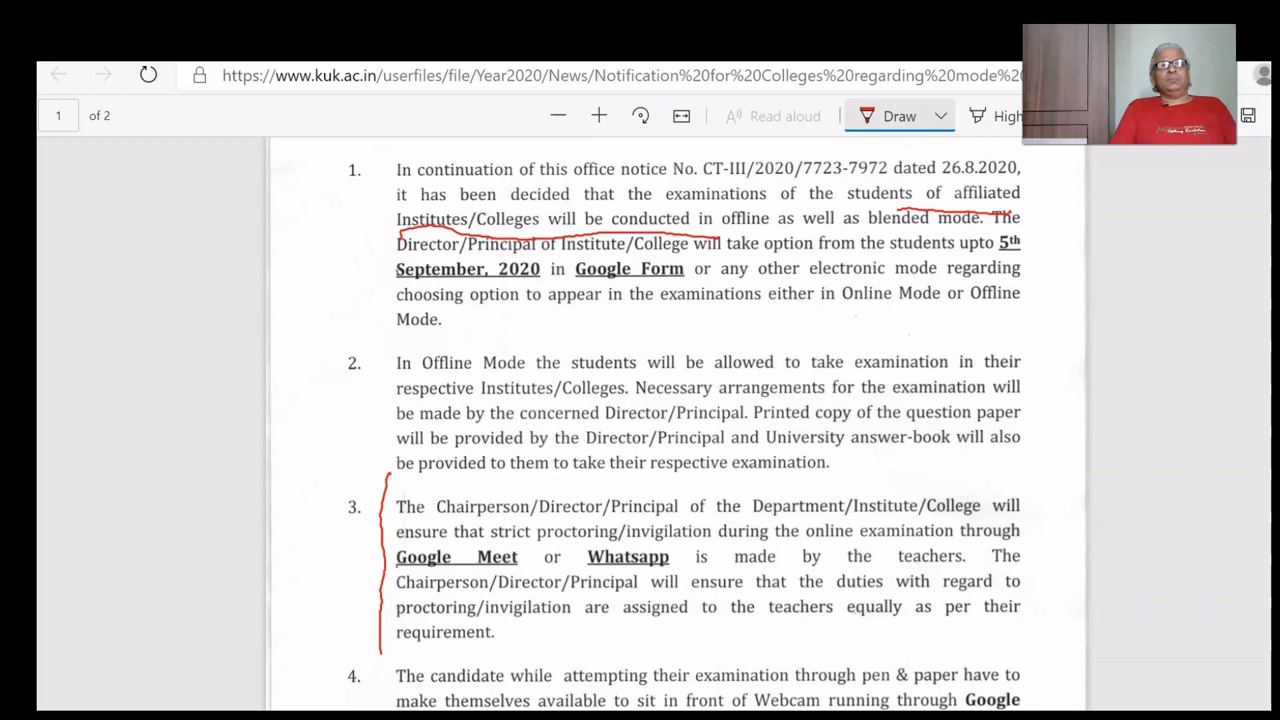 https://www.kuk.ac.in/userfiles/file/Year2020/News/Notification%20for%20Colleges%20regarding%20mode%
1 of 2
Read aloud
Draw
High
1. In continuation of this office notice No. CT-III/2020/7723-7972 dated 26.8.2020,
it has been decided that the examinations of the students of affiliated
Institutes/Colleges will be conducted in offline as well as blended mode. The
Director/Principal of Institute/College will take option from the students upto 5th
September, 2020 in Google Form or any other electronic mode regarding
choosing option to appear in the examinations either in Online Mode or Offline
Mode.
2. In Offline Mode the students will be allowed to take examination in their
respective Institutes/Colleges. Necessary arrangements for the examination will
be made by the concerned Director/Principal. Printed copy of the question paper
will be provided by the Director/Principal and University answer-book will also
be provided to them to take their respective examination.
3. The Chairperson/Director/Principal of the Department/Institute/College will
ensure that strict proctoring/invigilation during the online examination through
Google Meet or Whatsapp is made by the teachers. The
Chairperson/Director/Principal will ensure that the duties with regard to
proctoring/invigilation are assigned to the teachers equally as per their
requirement.
4. The candidate while attempting their examination through pen & paper have to
make themselves available to sit in front of Webcam running through Google